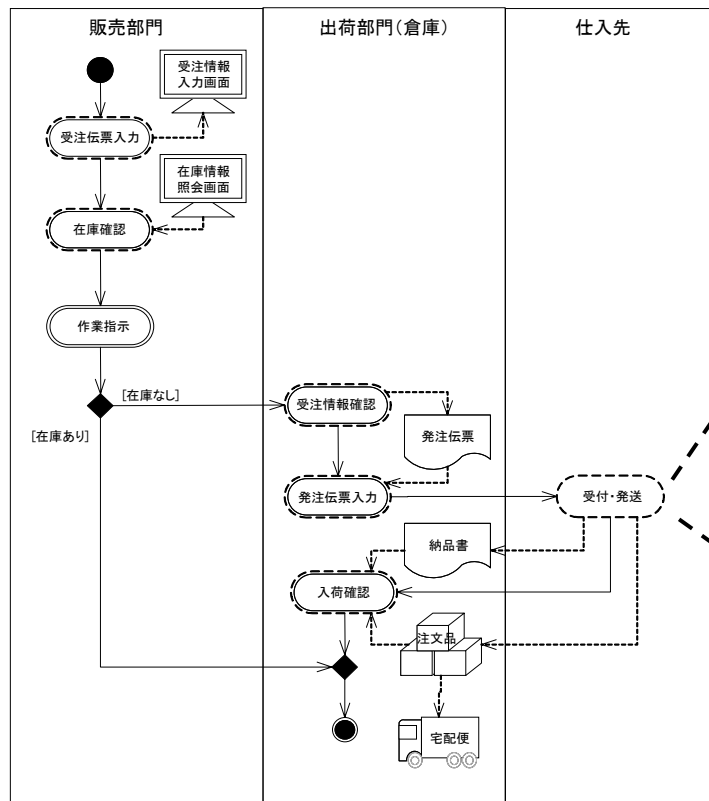 販売部門
出荷部門(倉庫)
仕入先
受注情報
入力画面
受注伝票入力
在庫情報
照会画面
在庫確認
作業指示
[在庫なし]
[在庫あり]
受注情報確認
発注伝票
発注伝票入力
受付・発送
納品書
入荷確認
注文品
宅配便